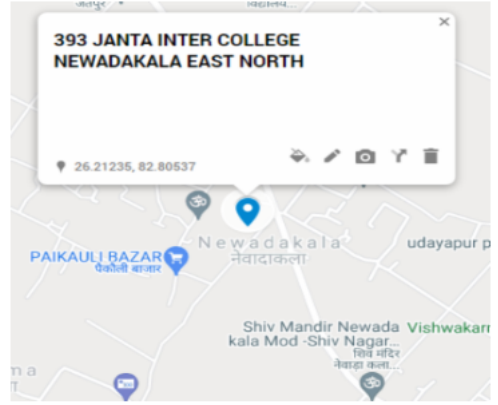 393 JANTA INTER COLLEGE
NEWADAKALA EAST NORTH
26.21235, 82.80537
Newadakala
नेवादाकला
udayapur p
PAIKAULI BAZAR
पैकौली बाजार
Shiv Mandir Newada
kala Mod -Shiv Nagar...
शिव मंदिर
नेवाडा कला...
Vishwakarm
m a